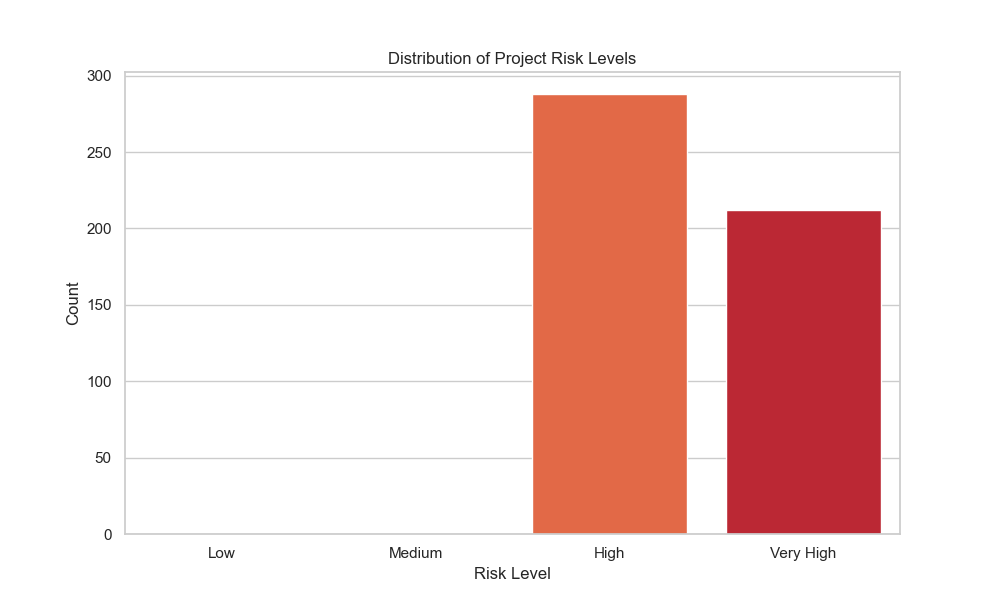 Distribution of Project Risk Levels
300
250
200
150
100
50
0
Count
Low Medium High Very High
Risk Level